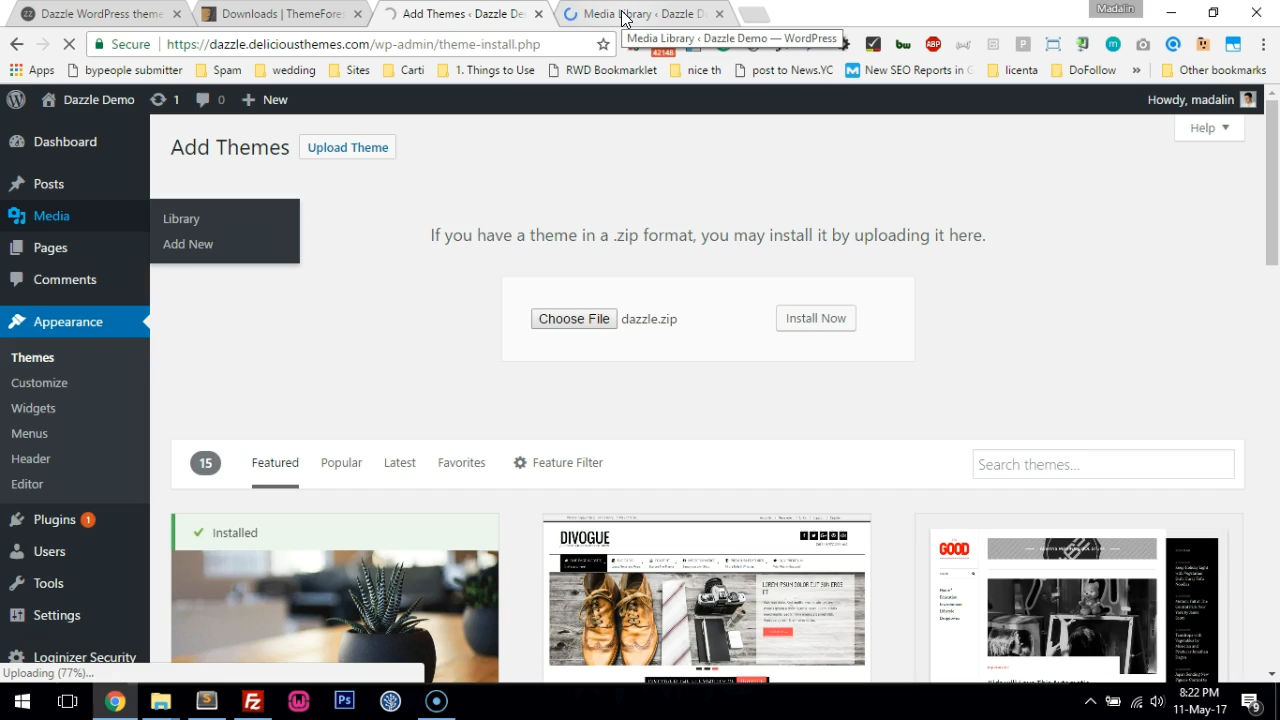 Dazzle WordPress theme
Downloads | ThemeFores
Add Themes ‹ Dazzle De
Media Library ‹ Dazzle D
Madalin
Secure
https://dazzle.deliciousthemes.com/wp-admin/theme-install.php
42148
bw
ABP
Media Library ‹ Dazzle Demo — WordPress
Apps
bypeople submitter
Spam
wedding
Sites
Carti
1. Things to Use
RWD Bookmarklet
nice th
post to News.YC
New SEO Reports in G
licenta
DoFollow
»
Other bookmarks
Dazzle Demo
1
0
New
Howdy, madalin
Dashboard
Posts
Media
Pages
Comments
Appearance
Themes
Customize
Widgets
Menus
Header
Editor
Plugins 1
Users
Tools
Settings
Loginizer Security
Library
Add New
Add Themes
Upload Theme
Help
If you have a theme in a .zip format, you may install it by uploading it here.
Choose File
dazzle.zip
Install Now
15
Featured
Popular
Latest
Favorites
Feature Filter
Search themes...
Installed
DIVOGUE
GOOD
Uploading (77%)...
8:22 PM
11-May-17
9